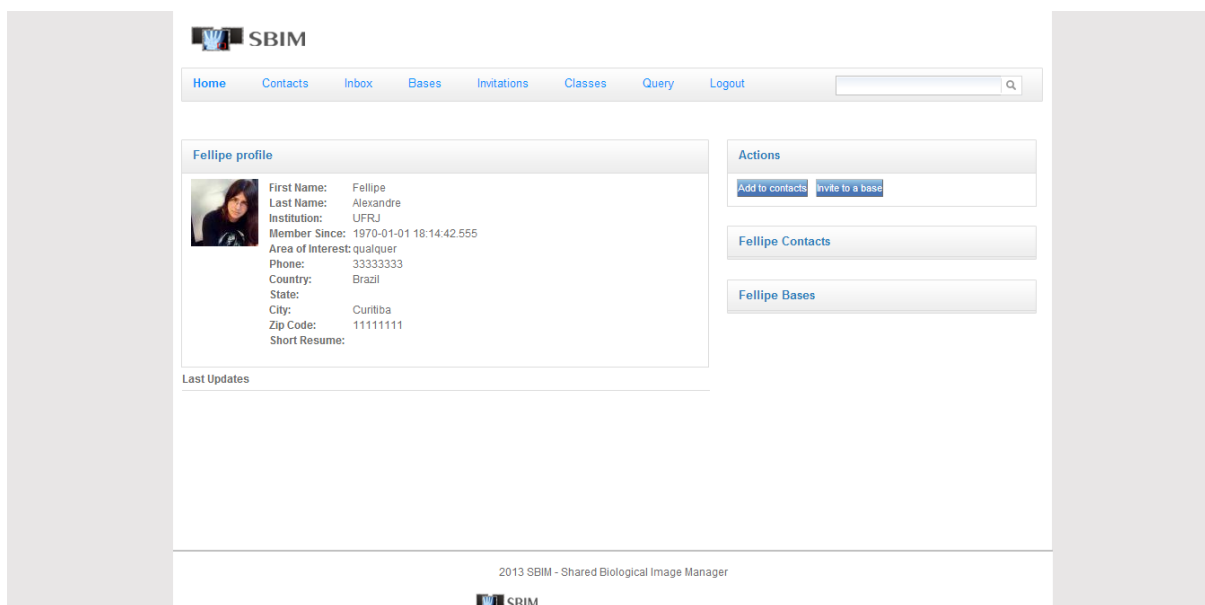 SBIM
Home Contacts Inbox Bases Invitations Classes Query Logout
Fellipe profile
First Name: Fellipe
Last Name: Alexandre
Institution: UFRJ
Member Since: 1970-01-01 18:14:42.555
Area of Interest: qualquer
Phone: 33333333
Country: Brazil
State:
City: Curitiba
Zip Code: 11111111
Short Resume:
Last Updates
Actions
Add to contacts Invite to a base
Fellipe Contacts
Fellipe Bases
2013 SBIM - Shared Biological Image Manager
SBIM